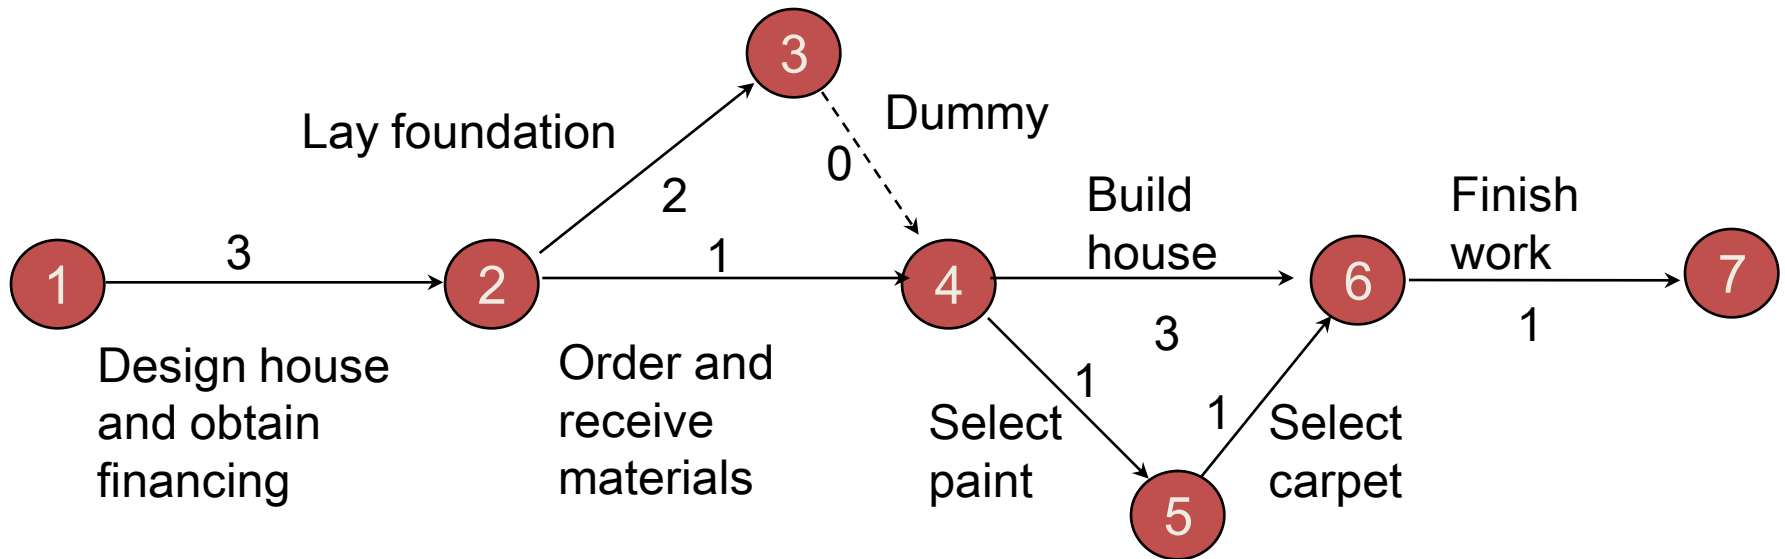 3
Dummy
Lay foundation
0
2
Build
house
Finish
work
3
1
1
2
4
6
7
3
1
Design house
and obtain
financing
Order and
receive
materials
1
1
Select
paint
Select
carpet
5